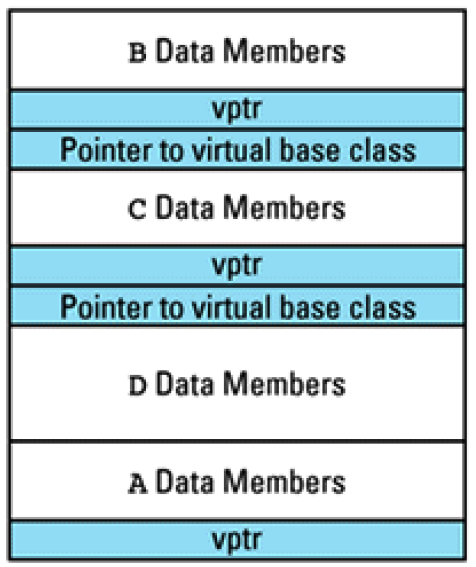 B Data Members
vptr
Pointer to virtual base class
C Data Members
vptr
Pointer to virtual base class
D Data Members
A Data Members
vptr